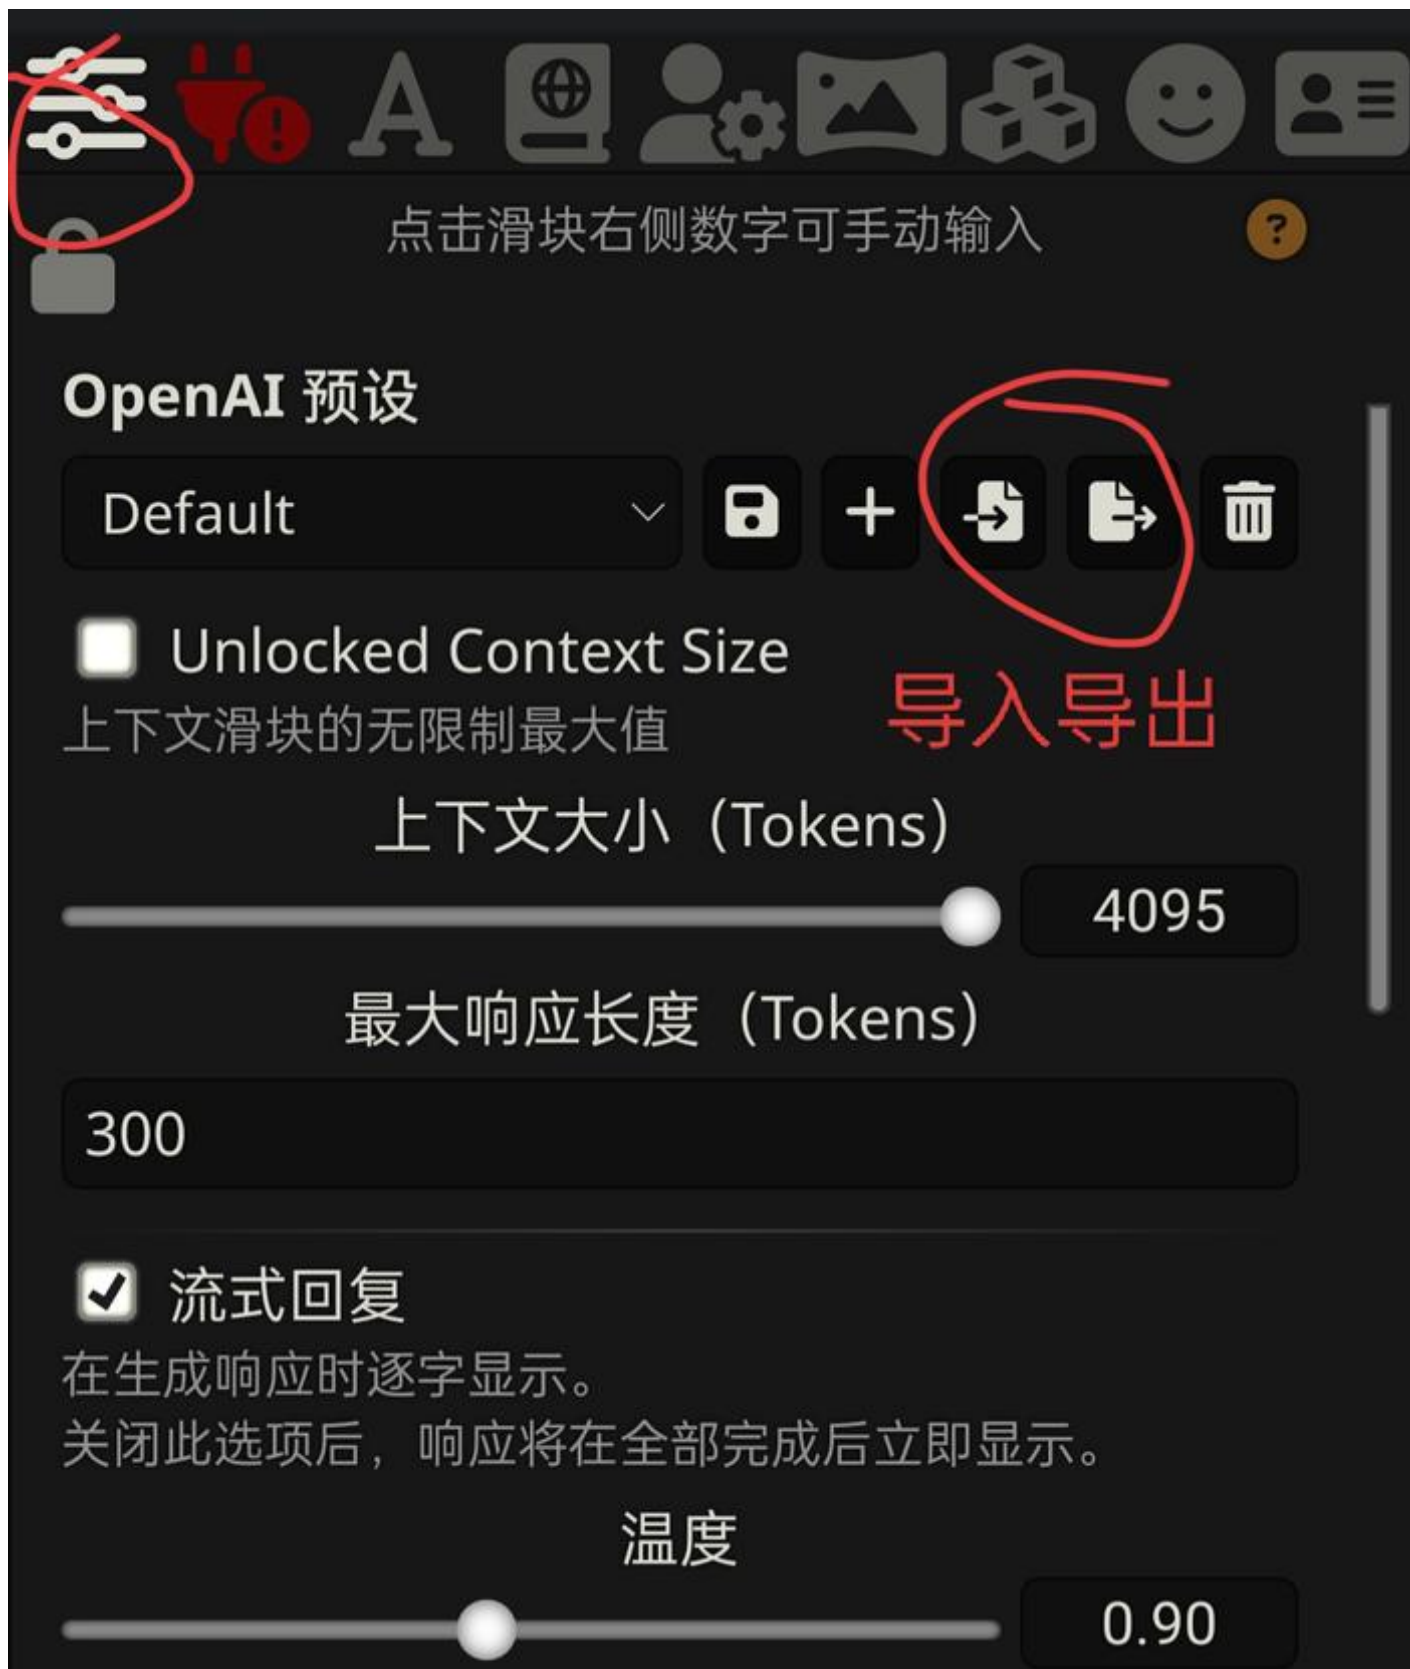 点击滑块右侧数字可手动输入
?
OpenAI 预设
Default
Unlocked Context Size
上下文滑块的无限制最大值
导入导出
上下文大小（Tokens）
4095
最大响应长度（Tokens）
300
流式回复
在生成响应时逐字显示。
关闭此选项后，响应将在全部完成后立即显示。
温度
0.90